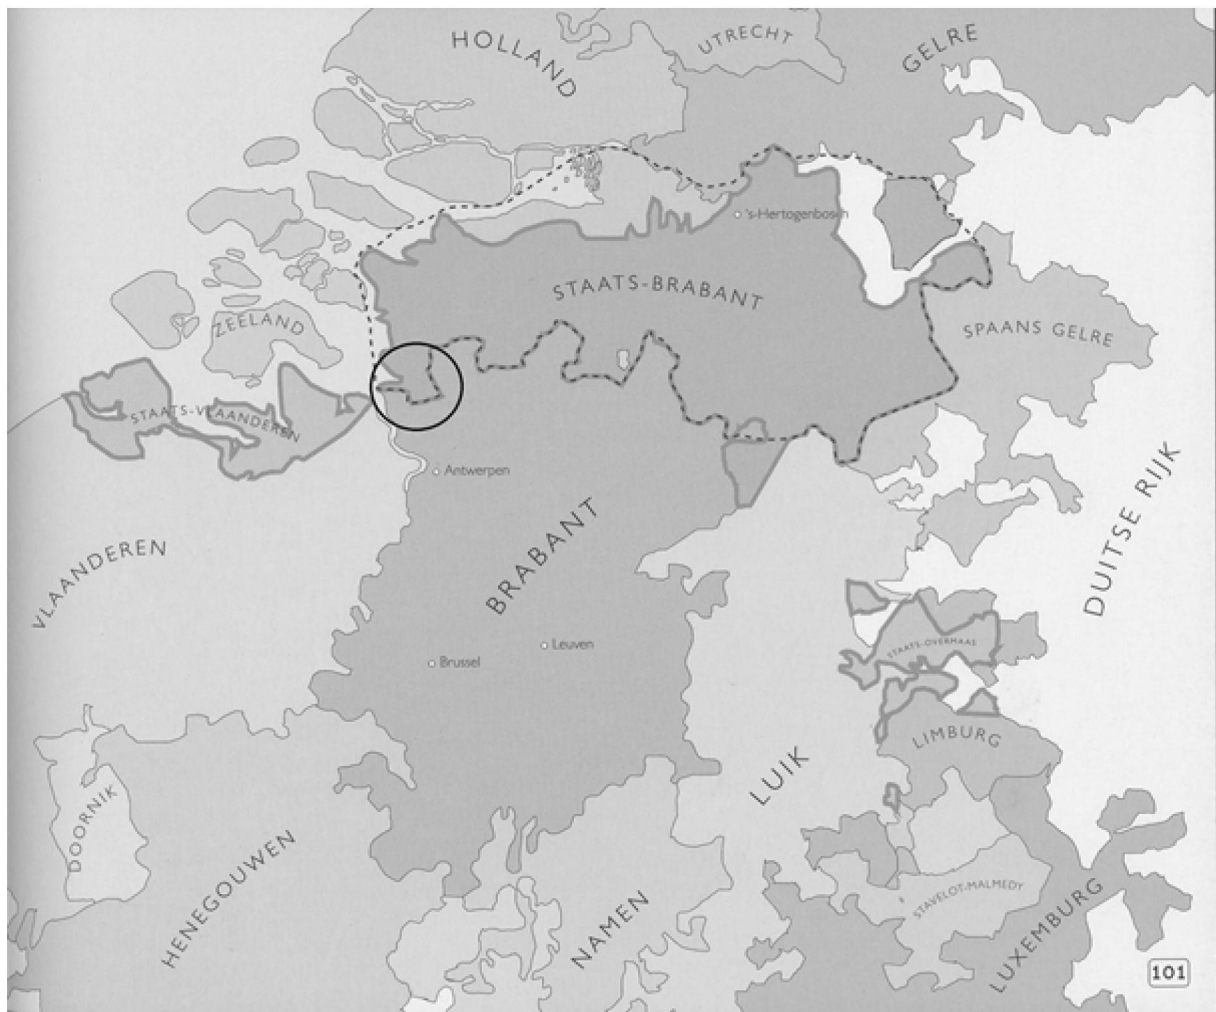 HOLLAND
UTRECHT
GELRE
's-Hertogenbosch
STAATS-BRABANT
ZEELAND
SPAANS GELRE
STAATS-VLAANDEREN
Antwerpen
DUITSE RIJK
VLAANDEREN
BRABANT
STAATS-OVERMAAS
Leuven
Brussel
LIMBURG
LUIK
DOORNIK
HENEGOUWEN
STAVELOT-MALMEDY
NAMEN
LUXEMBURG
101